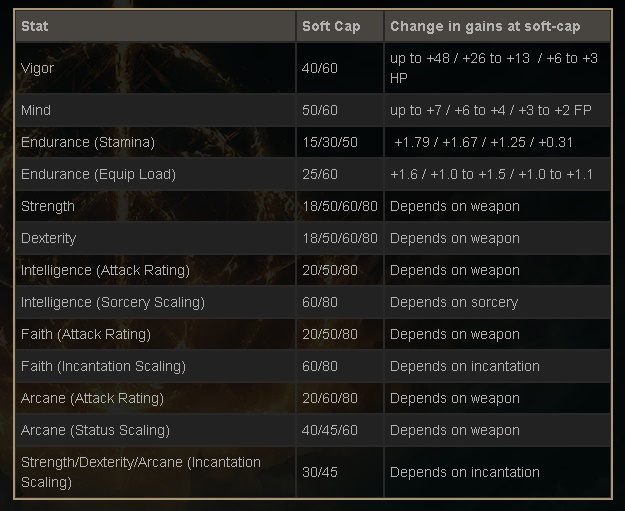 Stat Soft Cap Change in gains at soft-cap
Vigor 40/60 up to +48 / +26 to +13 / +6 to +3
HP
Mind 50/60 up to +7 / +6 to +4 / +3 to +2 FP
Endurance (Stamina) 15/30/50 +1.79 / +1.67 / +1.25 / +0.31
Endurance (Equip Load) 25/60 +1.6 / +1.0 to +1.5 / +1.0 to +1.1
Strength 18/50/60/80 Depends on weapon
Dexterity 18/50/60/80 Depends on weapon
Intelligence (Attack Rating) 20/50/80 Depends on weapon
Intelligence (Sorcery Scaling) 60/80 Depends on sorcery
Faith (Attack Rating) 20/50/80 Depends on weapon
Faith (Incantation Scaling) 60/80 Depends on incantation
Arcane (Attack Rating) 20/60/80 Depends on weapon
Arcane (Status Scaling) 40/45/60 Depends on weapon
Strength/Dexterity/Arcane (Incantation
Scaling) 30/45 Depends on incantation